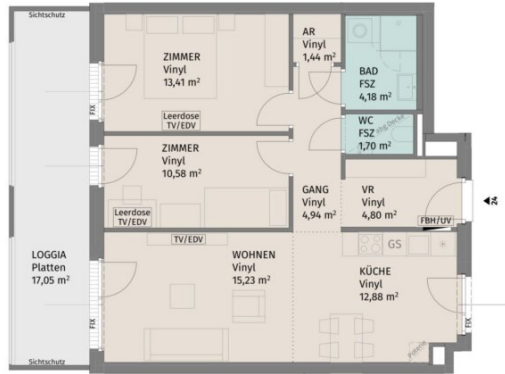 Sichtschutz
ZIMMER
Vinyl
13,41 m²
Leerdose
TV/EDV
FIX
AR
Vinyl
1,44 m²
BAD
FSZ
4,18 m²
WC
FSZ
1,70 m²
abg.Decke
ZIMMER
Vinyl
10,58 m²
Leerdose
TV/EDV
GANG
Vinyl
4,94 m²
VR
Vinyl
4,80 m²
FBH/UV
24
LOGGIA
Platten
17,05 m²
TV/EDV
WOHNEN
Vinyl
15,23 m²
GS
KÜCHE
Vinyl
12,88 m²
FIX
FIX
Sichtschutz